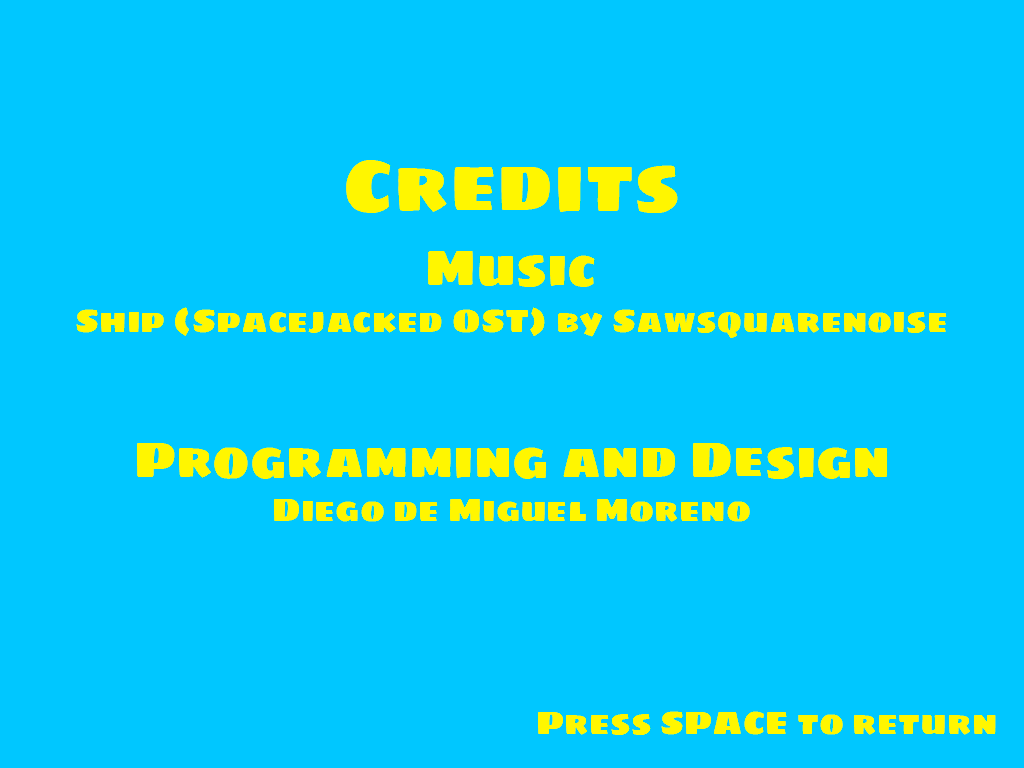 Credits
Music
Ship (Spacejacked OST) by Sawsquarenoise
Programming and Design
Diego de Miguel Moreno
Press SPACE to return